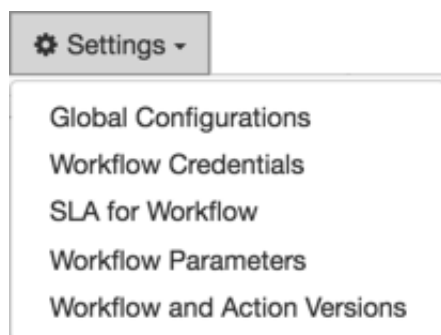 Settings
Global Configurations
Workflow Credentials
SLA for Workflow
Workflow Parameters
Workflow and Action Versions